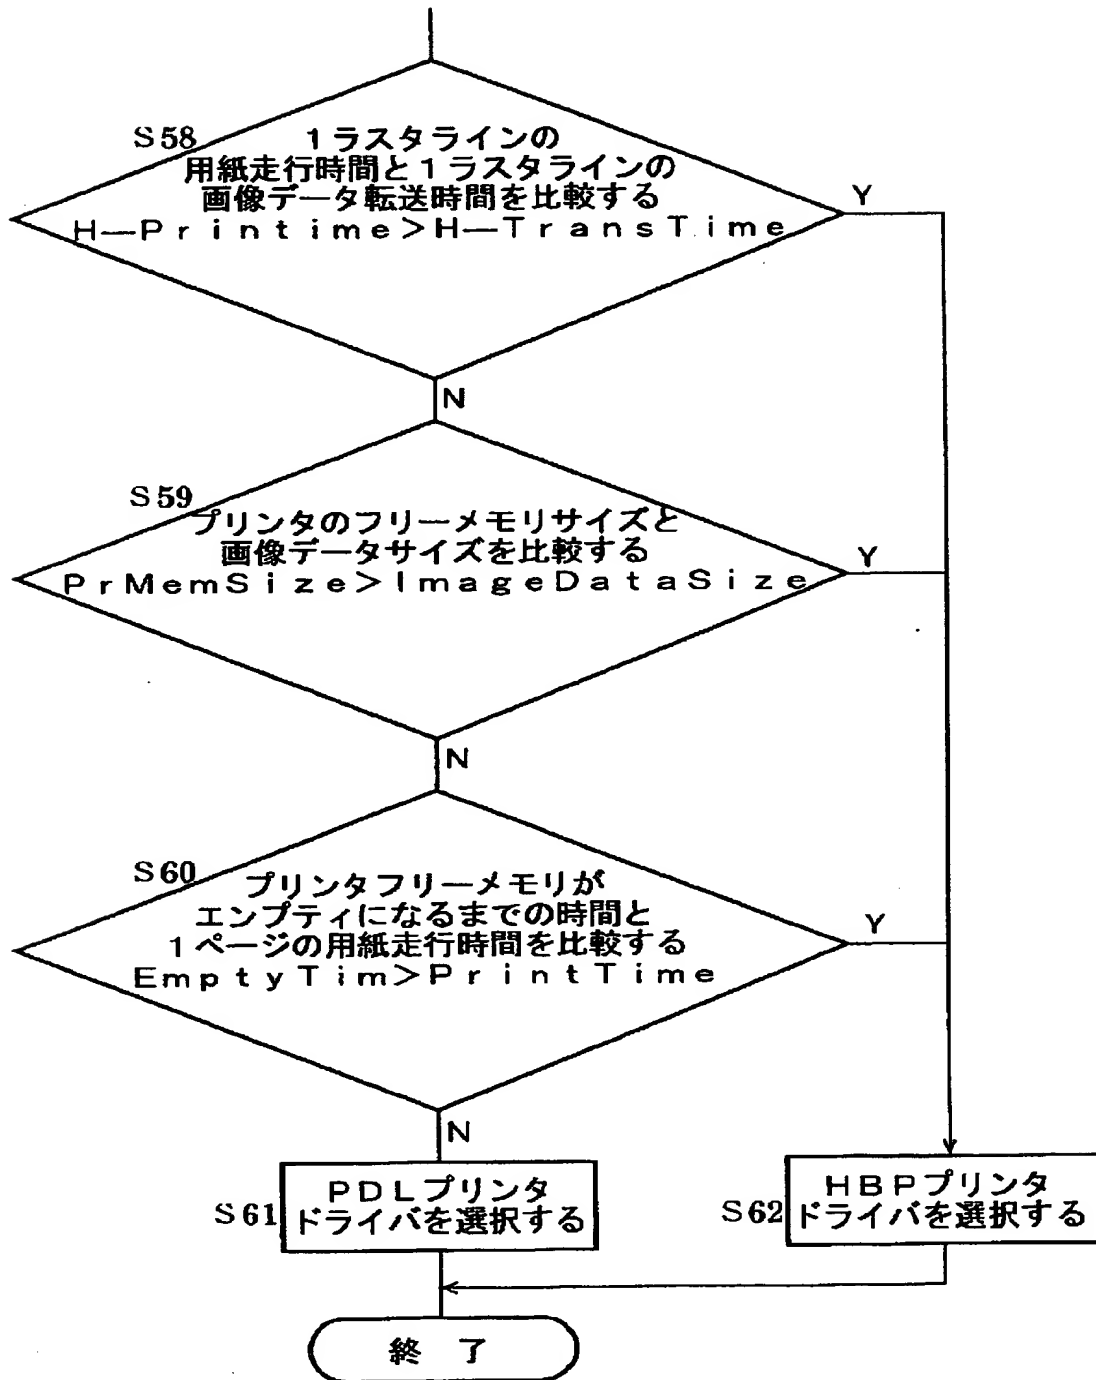 S58
1ラスタラインの
用紙走行時間と1ラスタラインの
画像データ転送時間を比較する
H—Printime>H—TransTime
Y
N
S59
プリンタのフリーメモリサイズと
画像データサイズを比較する
PrMemSize>ImageDataSize
Y
N
S60
プリンタフリーメモリが
エンプティになるまでの時間と
1ページの用紙走行時間を比較する
EmptyTim>PrintTime
Y
N
S61
PDLプリンタ
ドライバを選択する
S62
HBPプリンタ
ドライバを選択する
終 了